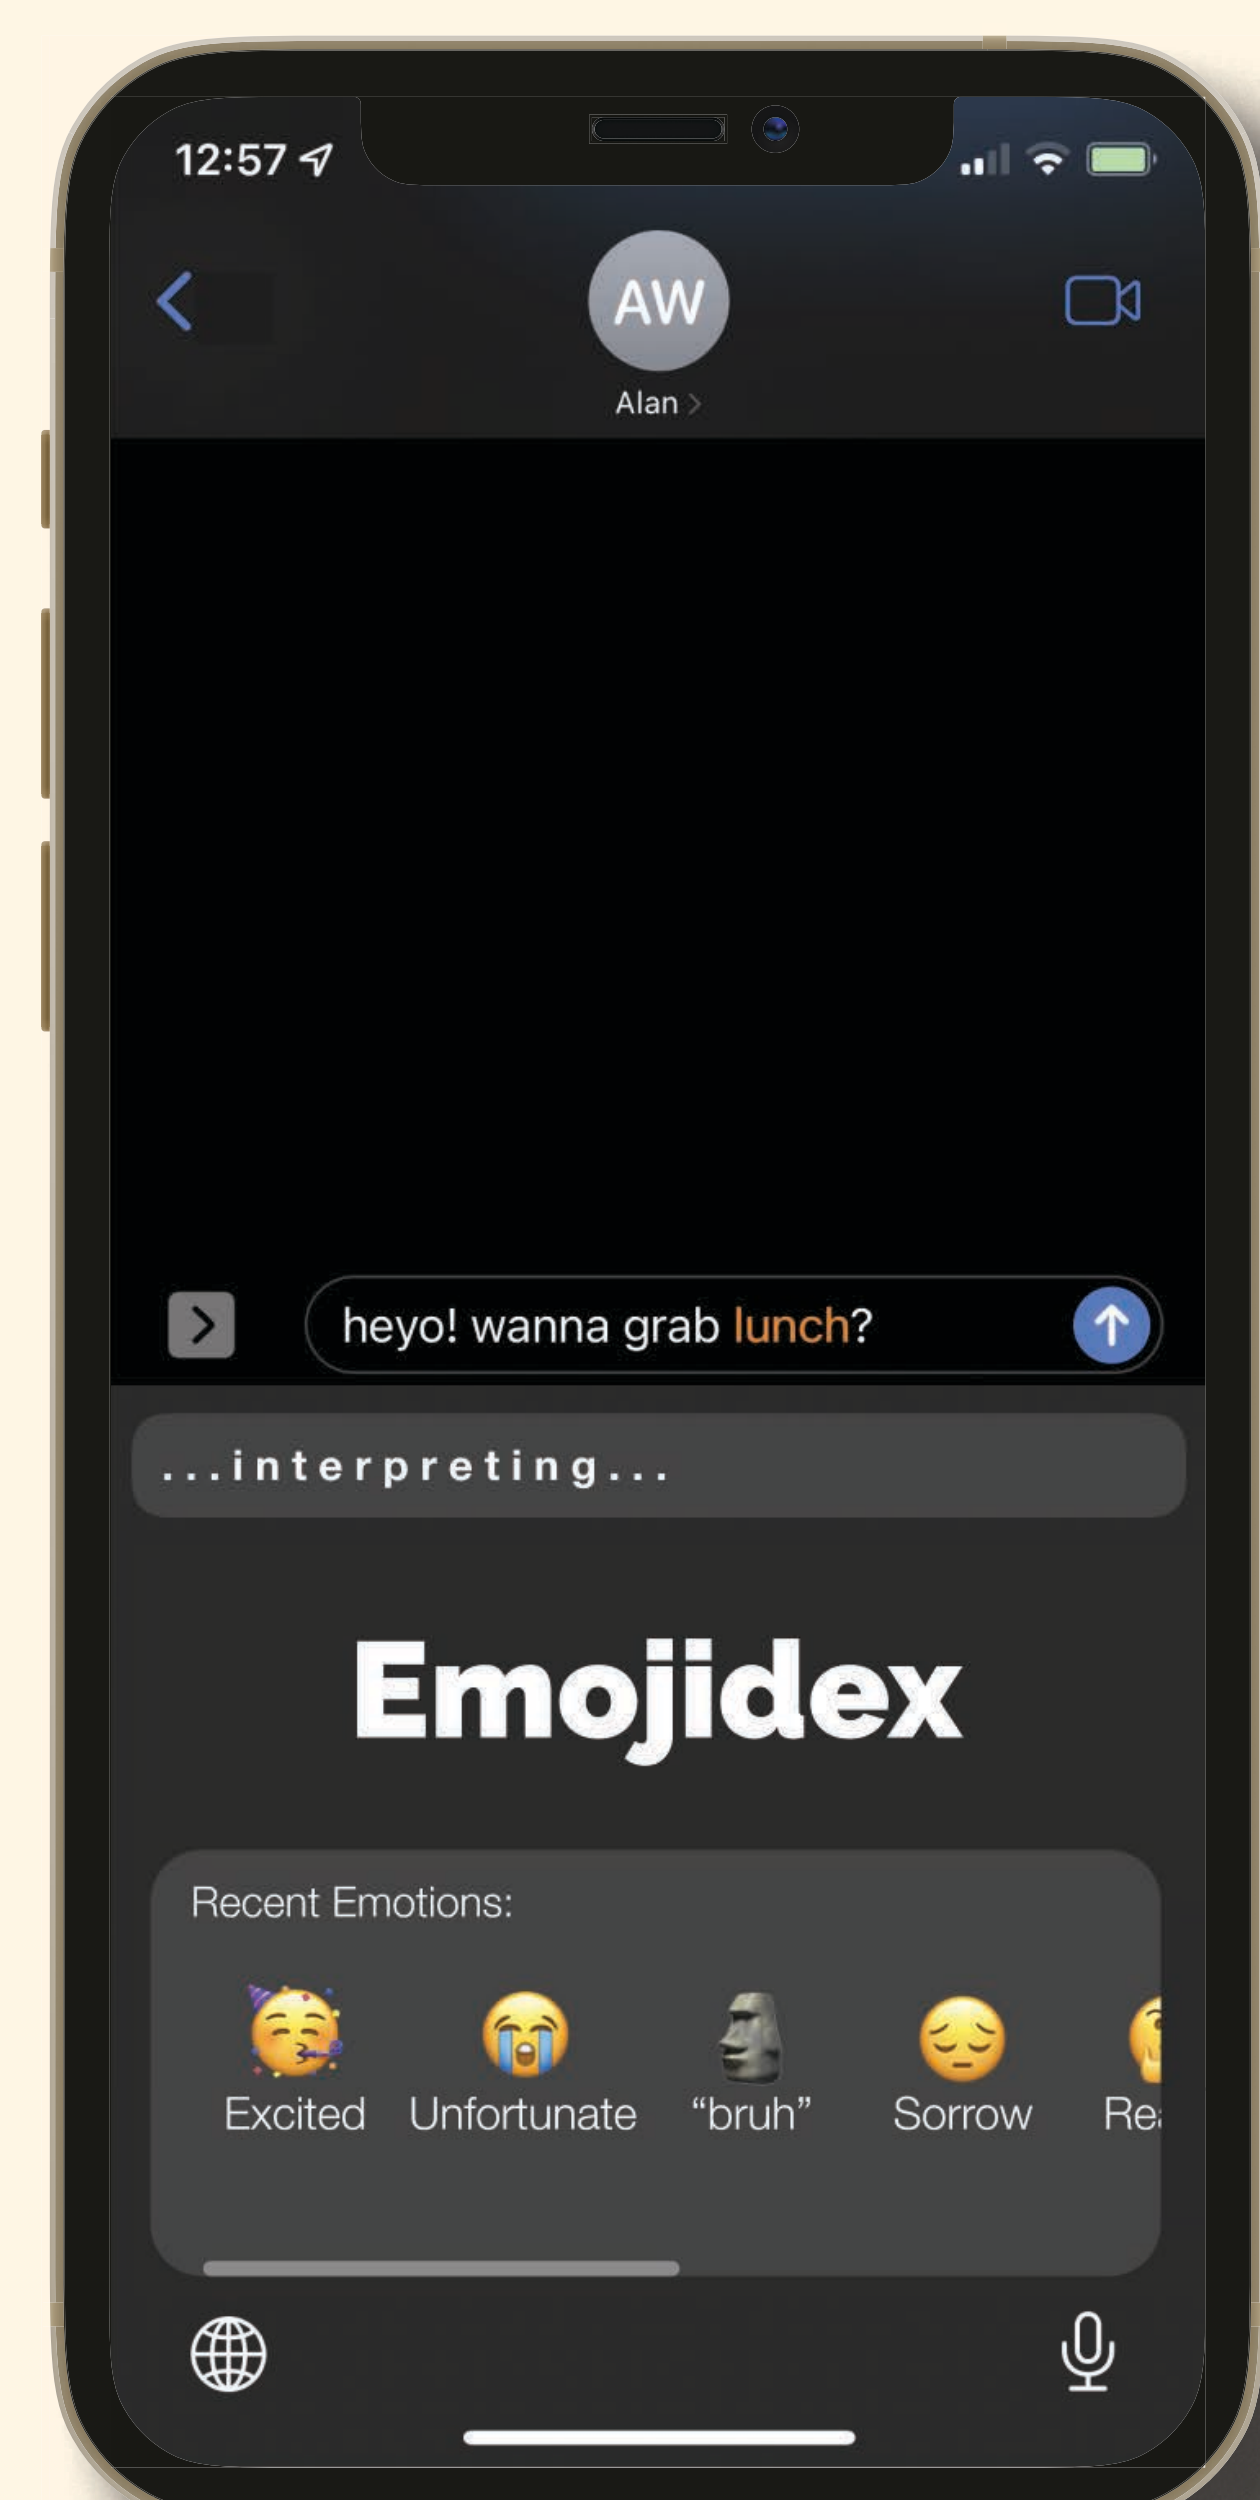 12:57
AW
Alan
heyo! wanna grab lunch?
...interpreting...
Emojidex
Recent Emotions:
Excited Unfortunate “bruh” Sorrow